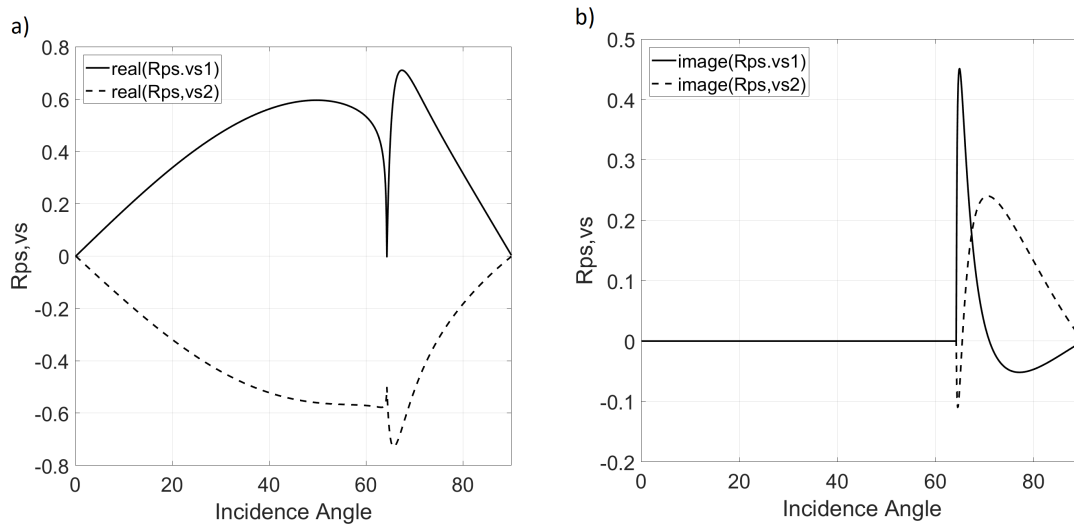 a)
0.8
0.6
0.4
0.2
0
-0.2
-0.4
-0.6
-0.8
Rps,vs
real(Rps.vs1)
real(Rps,vs2)
0 20 40 60 80
Incidence Angle
b)
0.5
0.4
0.3
0.2
0.1
0
-0.1
-0.2
Rps,vs
image(Rps.vs1)
image(Rps,vs2)
0 20 40 60 80
Incidence Angle